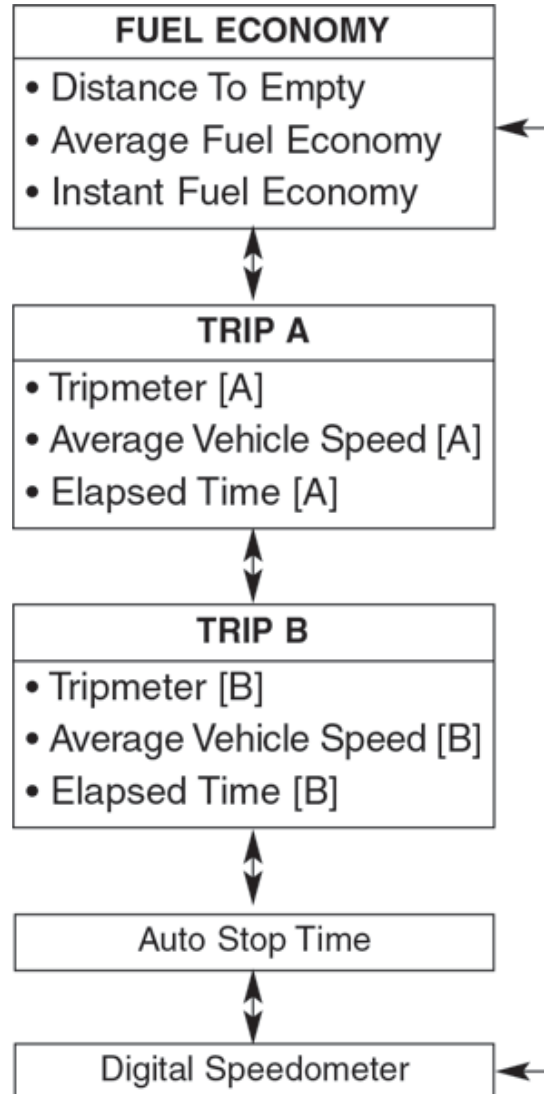 FUEL ECONOMY
• Distance To Empty
• Average Fuel Economy
• Instant Fuel Economy
TRIP A
• Tripmeter [A]
• Average Vehicle Speed [A]
• Elapsed Time [A]
TRIP B
• Tripmeter [B]
• Average Vehicle Speed [B]
• Elapsed Time [B]
Auto Stop Time
Digital Speedometer